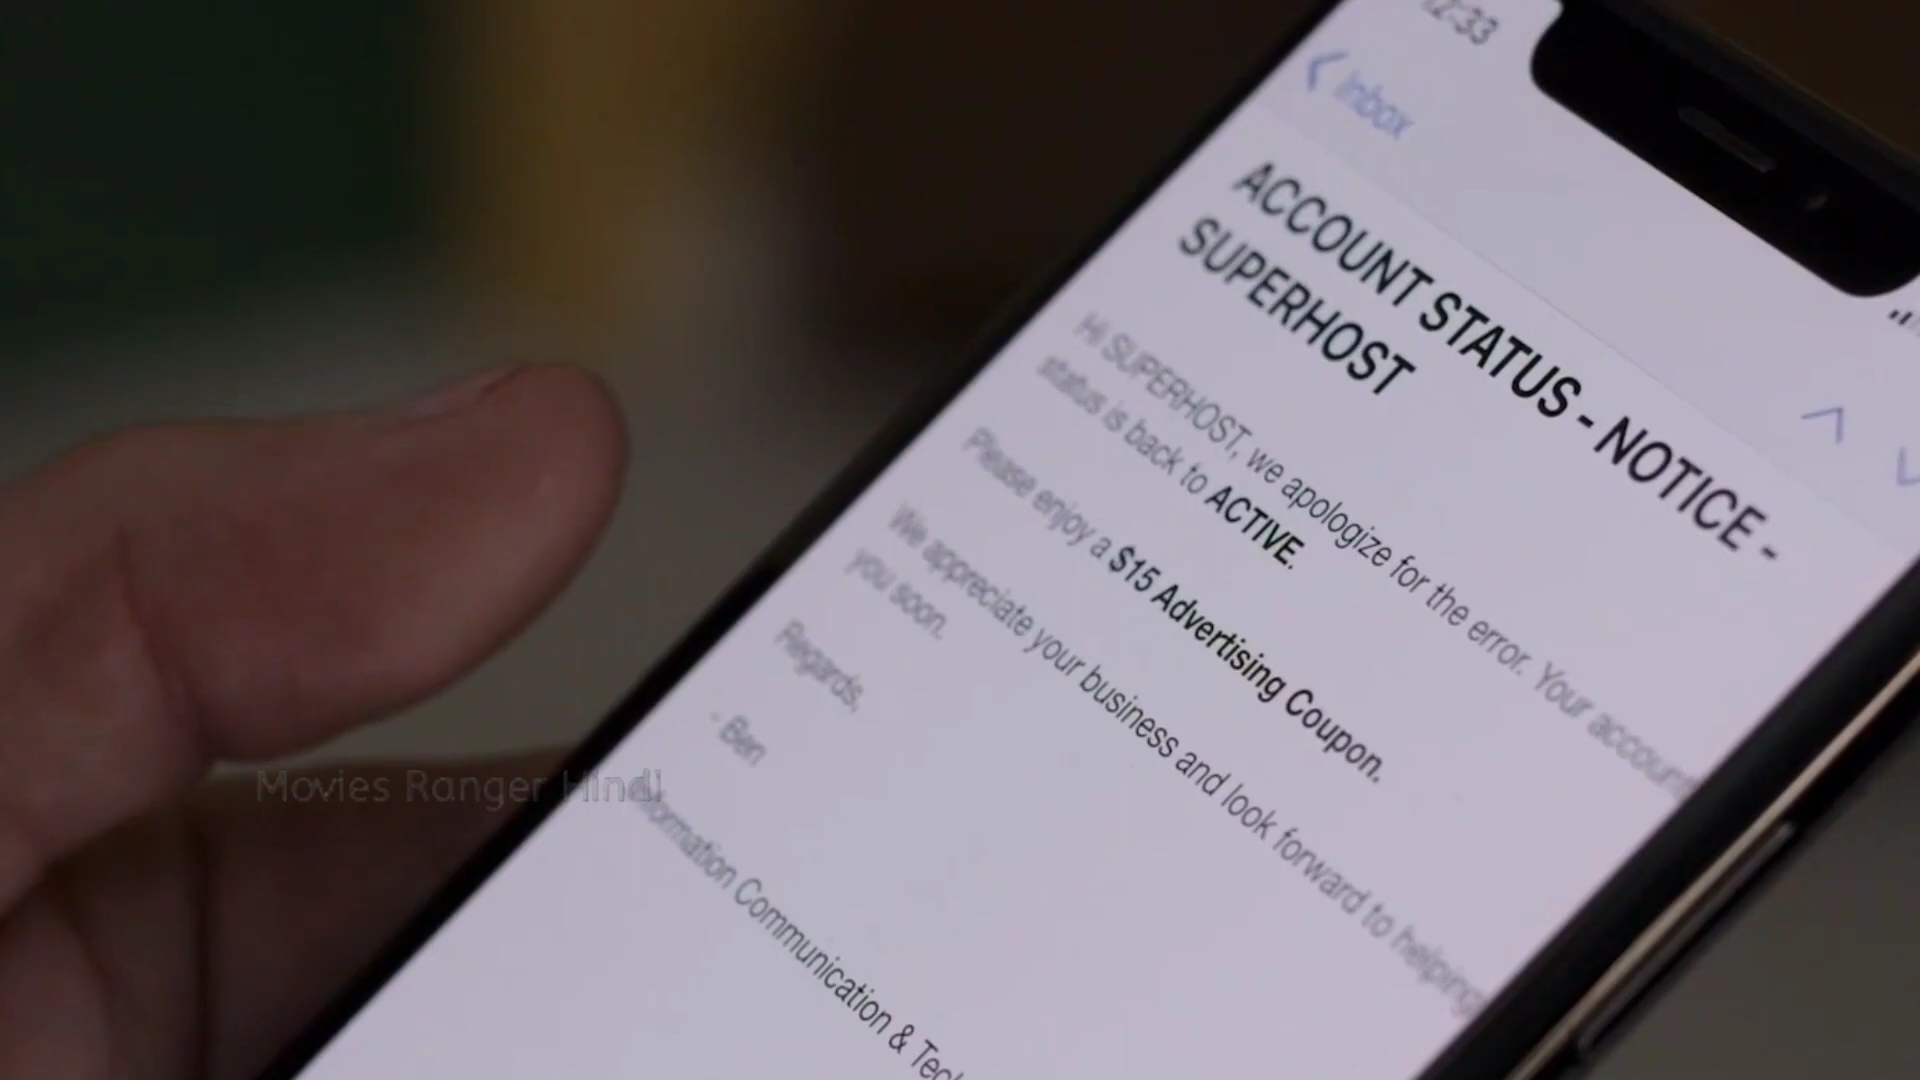 12:33
Inbox
ACCOUNT STATUS - NOTICE -
SUPERHOST
Hi SUPERHOST, we apologize for the error. Your account
status is back to ACTIVE.
Please enjoy a $15 Advertising Coupon.
We appreciate your business and look forward to helping
you soon.
Regards,
- Ben
Information Communication & Tech
Movies Ranger Hindi